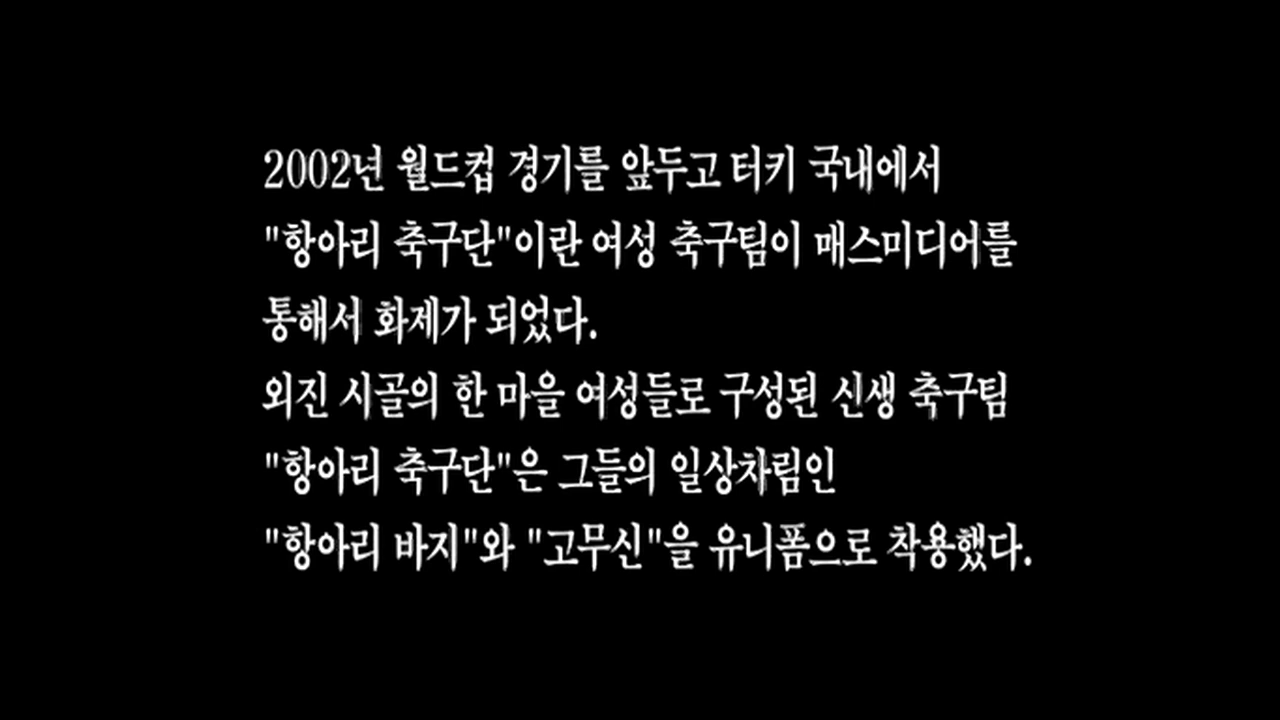 2002년 월드컵 경기를 앞두고 터키 국내에서
"항아리 축구단"이란 여성 축구팀이 매스미디어를
통해서 화제가 되었다.
외진 시골의 한 마을 여성들로 구성된 신생 축구팀
"항아리 축구단"은 그들의 일상차림인
"항아리 바지"와 "고무신"을 유니폼으로 착용했다.